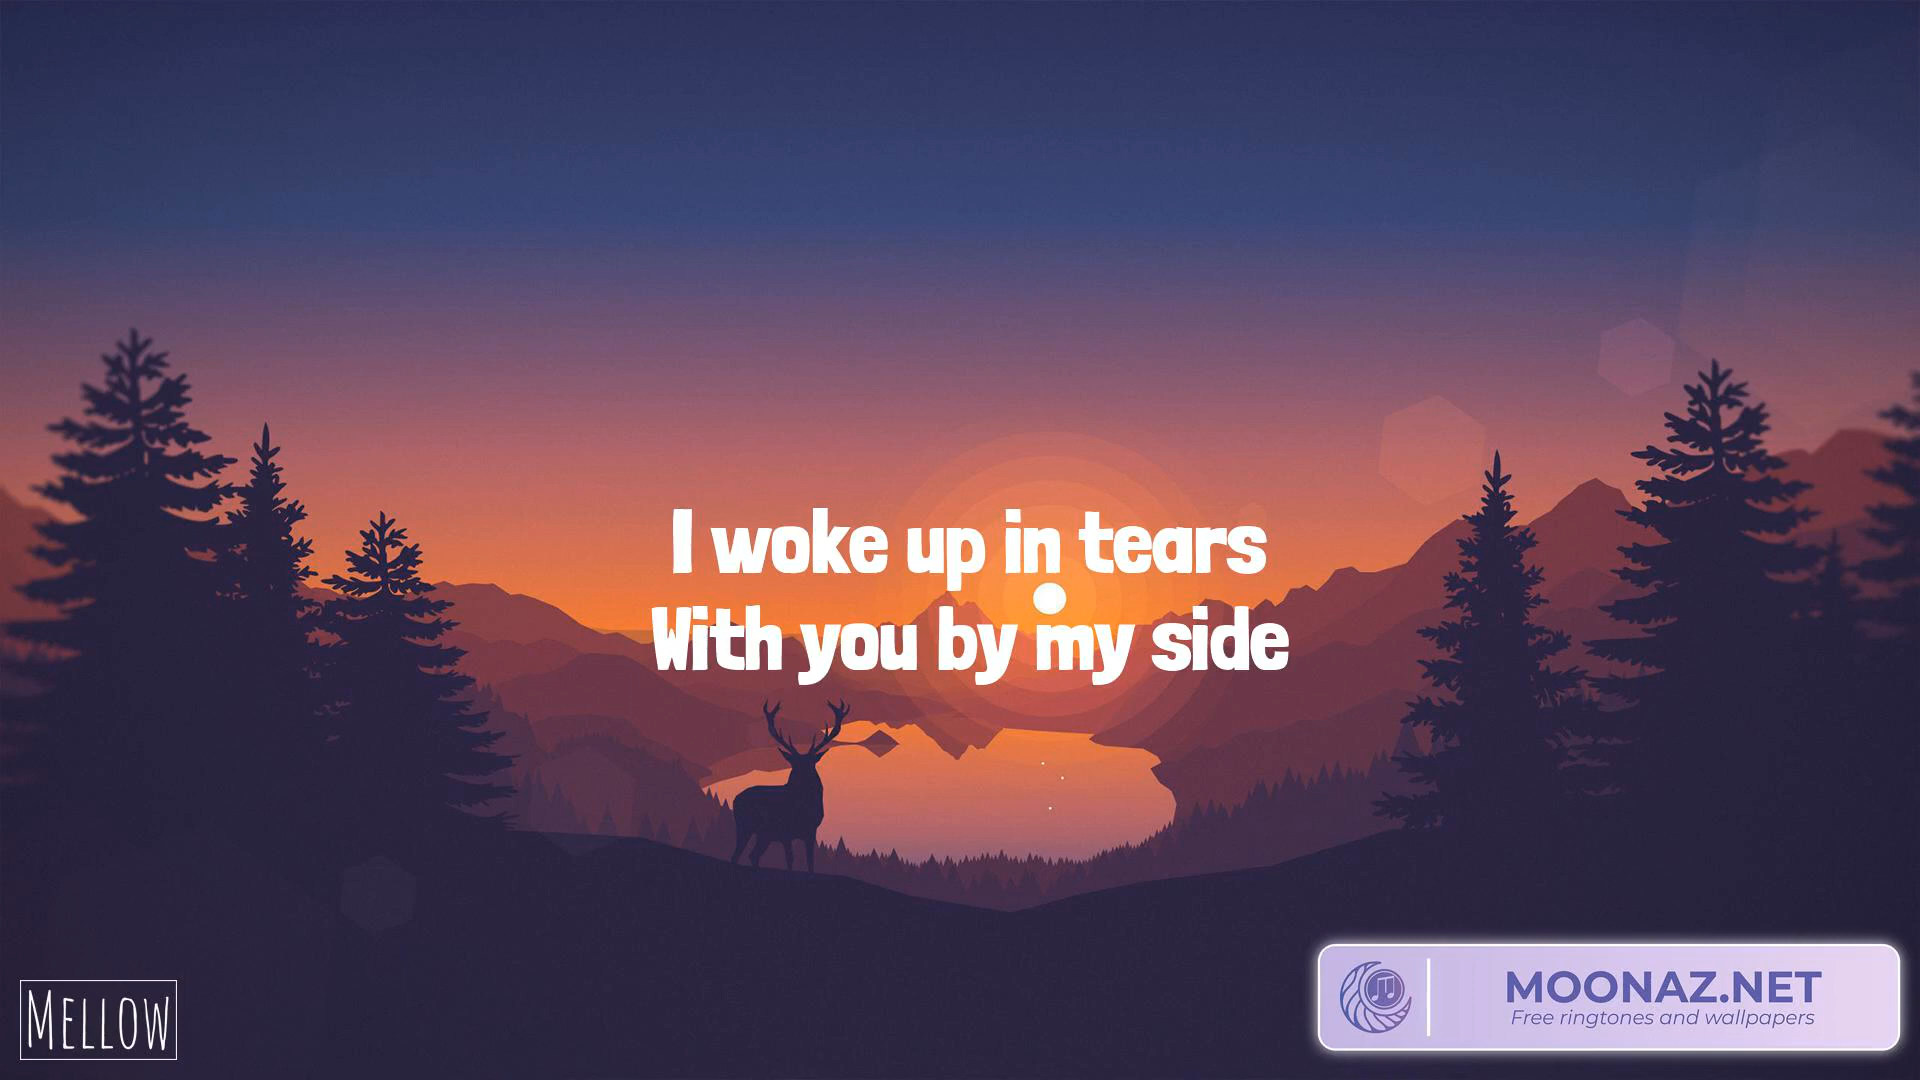 I woke up in tears
With you by my side
MELLOW
MOONAZ.NET
Free ringtones and wallpapers